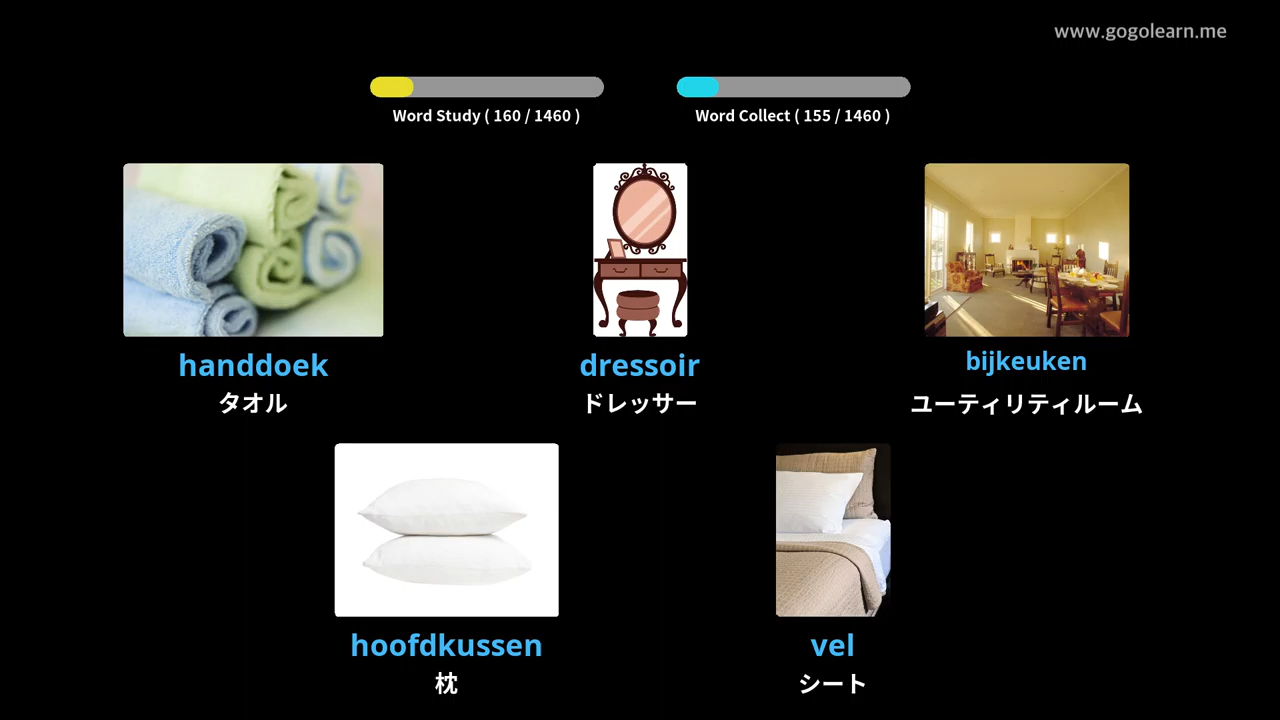 www.gogolearn.me
Word Study ( 160 / 1460 )
Word Collect ( 155 / 1460 )
handdoek
タオル
dressoir
ドレッサー
bijkeuken
ユーティリティルーム
hoofdkussen
枕
vel
シート